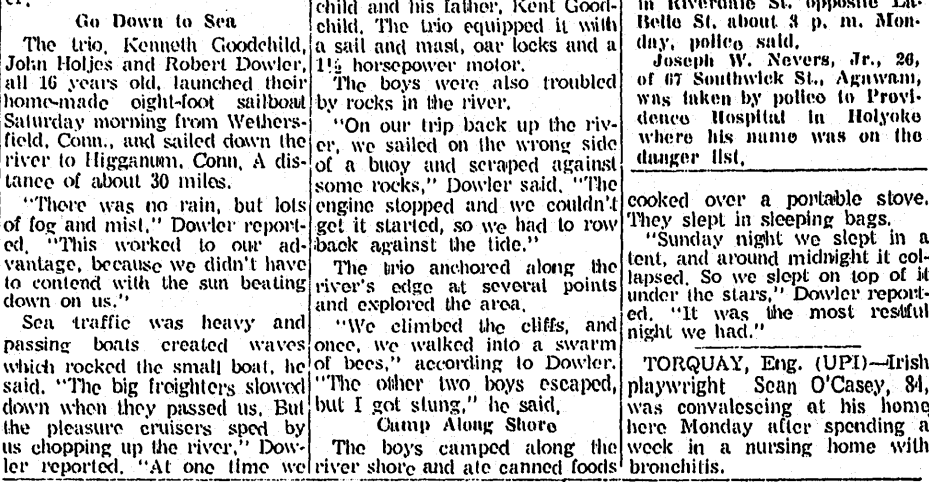 Go Down to Sea
The trio, Kenneth Goodchild,
John Holjes and Robert Dowler,
all 16 years old, launched their
home-made eight-foot sailboat
Saturday morning from Wethers-
field, Conn., and sailed down the
river to Higganum, Conn. A dis-
tance of about 30 miles.
"There was no rain, but lots
of fog and mist," Dowler report-
ed. "This worked to our ad-
vantage, because we didn't have
to contend with the sun beating
down on us."
Sea traffic was heavy and
passing boats created waves
which rocked the small boat, he
said. "The big freighters slowed
down when they passed us. But
the pleasure cruisers sped by
us chopping up the river," Dow-
ler reported. "At one time we
child and his father, Kent Good-
child. The trio equipped it with
a sail and mast, oar locks and a
1½ horsepower motor.
The boys were also troubled
by rocks in the river.
"On our trip back up the riv-
er, we sailed on the wrong side
of a buoy and scraped against
some rocks," Dowler said. "The
engine stopped and we couldn't
get it started, so we had to row
back against the tide."
The trio anchored along the
river's edge at several points
and explored the area.
"We climbed the cliffs, and
once, we walked into a swarm
of bees," according to Dowler.
"The other two boys escaped,
but I got stung," he said.
Camp Along Shore
The boys camped along the
river shore and ate canned foods
in Riverdale St. opposite La-
Belle St. about 3 p. m. Mon-
day, police said.
Joseph W. Nevers, Jr., 26,
of 67 Southwick St., Agawam,
was taken by police to Provi-
dence Hospital in Holyoke
where his name was on the
danger list.
cooked over a portable stove.
They slept in sleeping bags.
"Sunday night we slept in a
tent, and around midnight it col-
lapsed. So we slept on top of it
under the stars," Dowler report-
ed. "It was the most restful
night we had."
TORQUAY, Eng. (UPI)—Irish
playwright Sean O'Casey, 84,
was convalescing at his home
here Monday after spending a
week in a nursing home with
bronchitis.